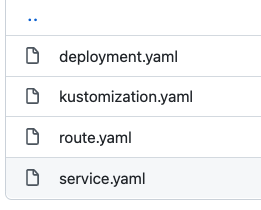 ..
deployment.yaml
kustomization.yaml
route.yaml
service.yaml